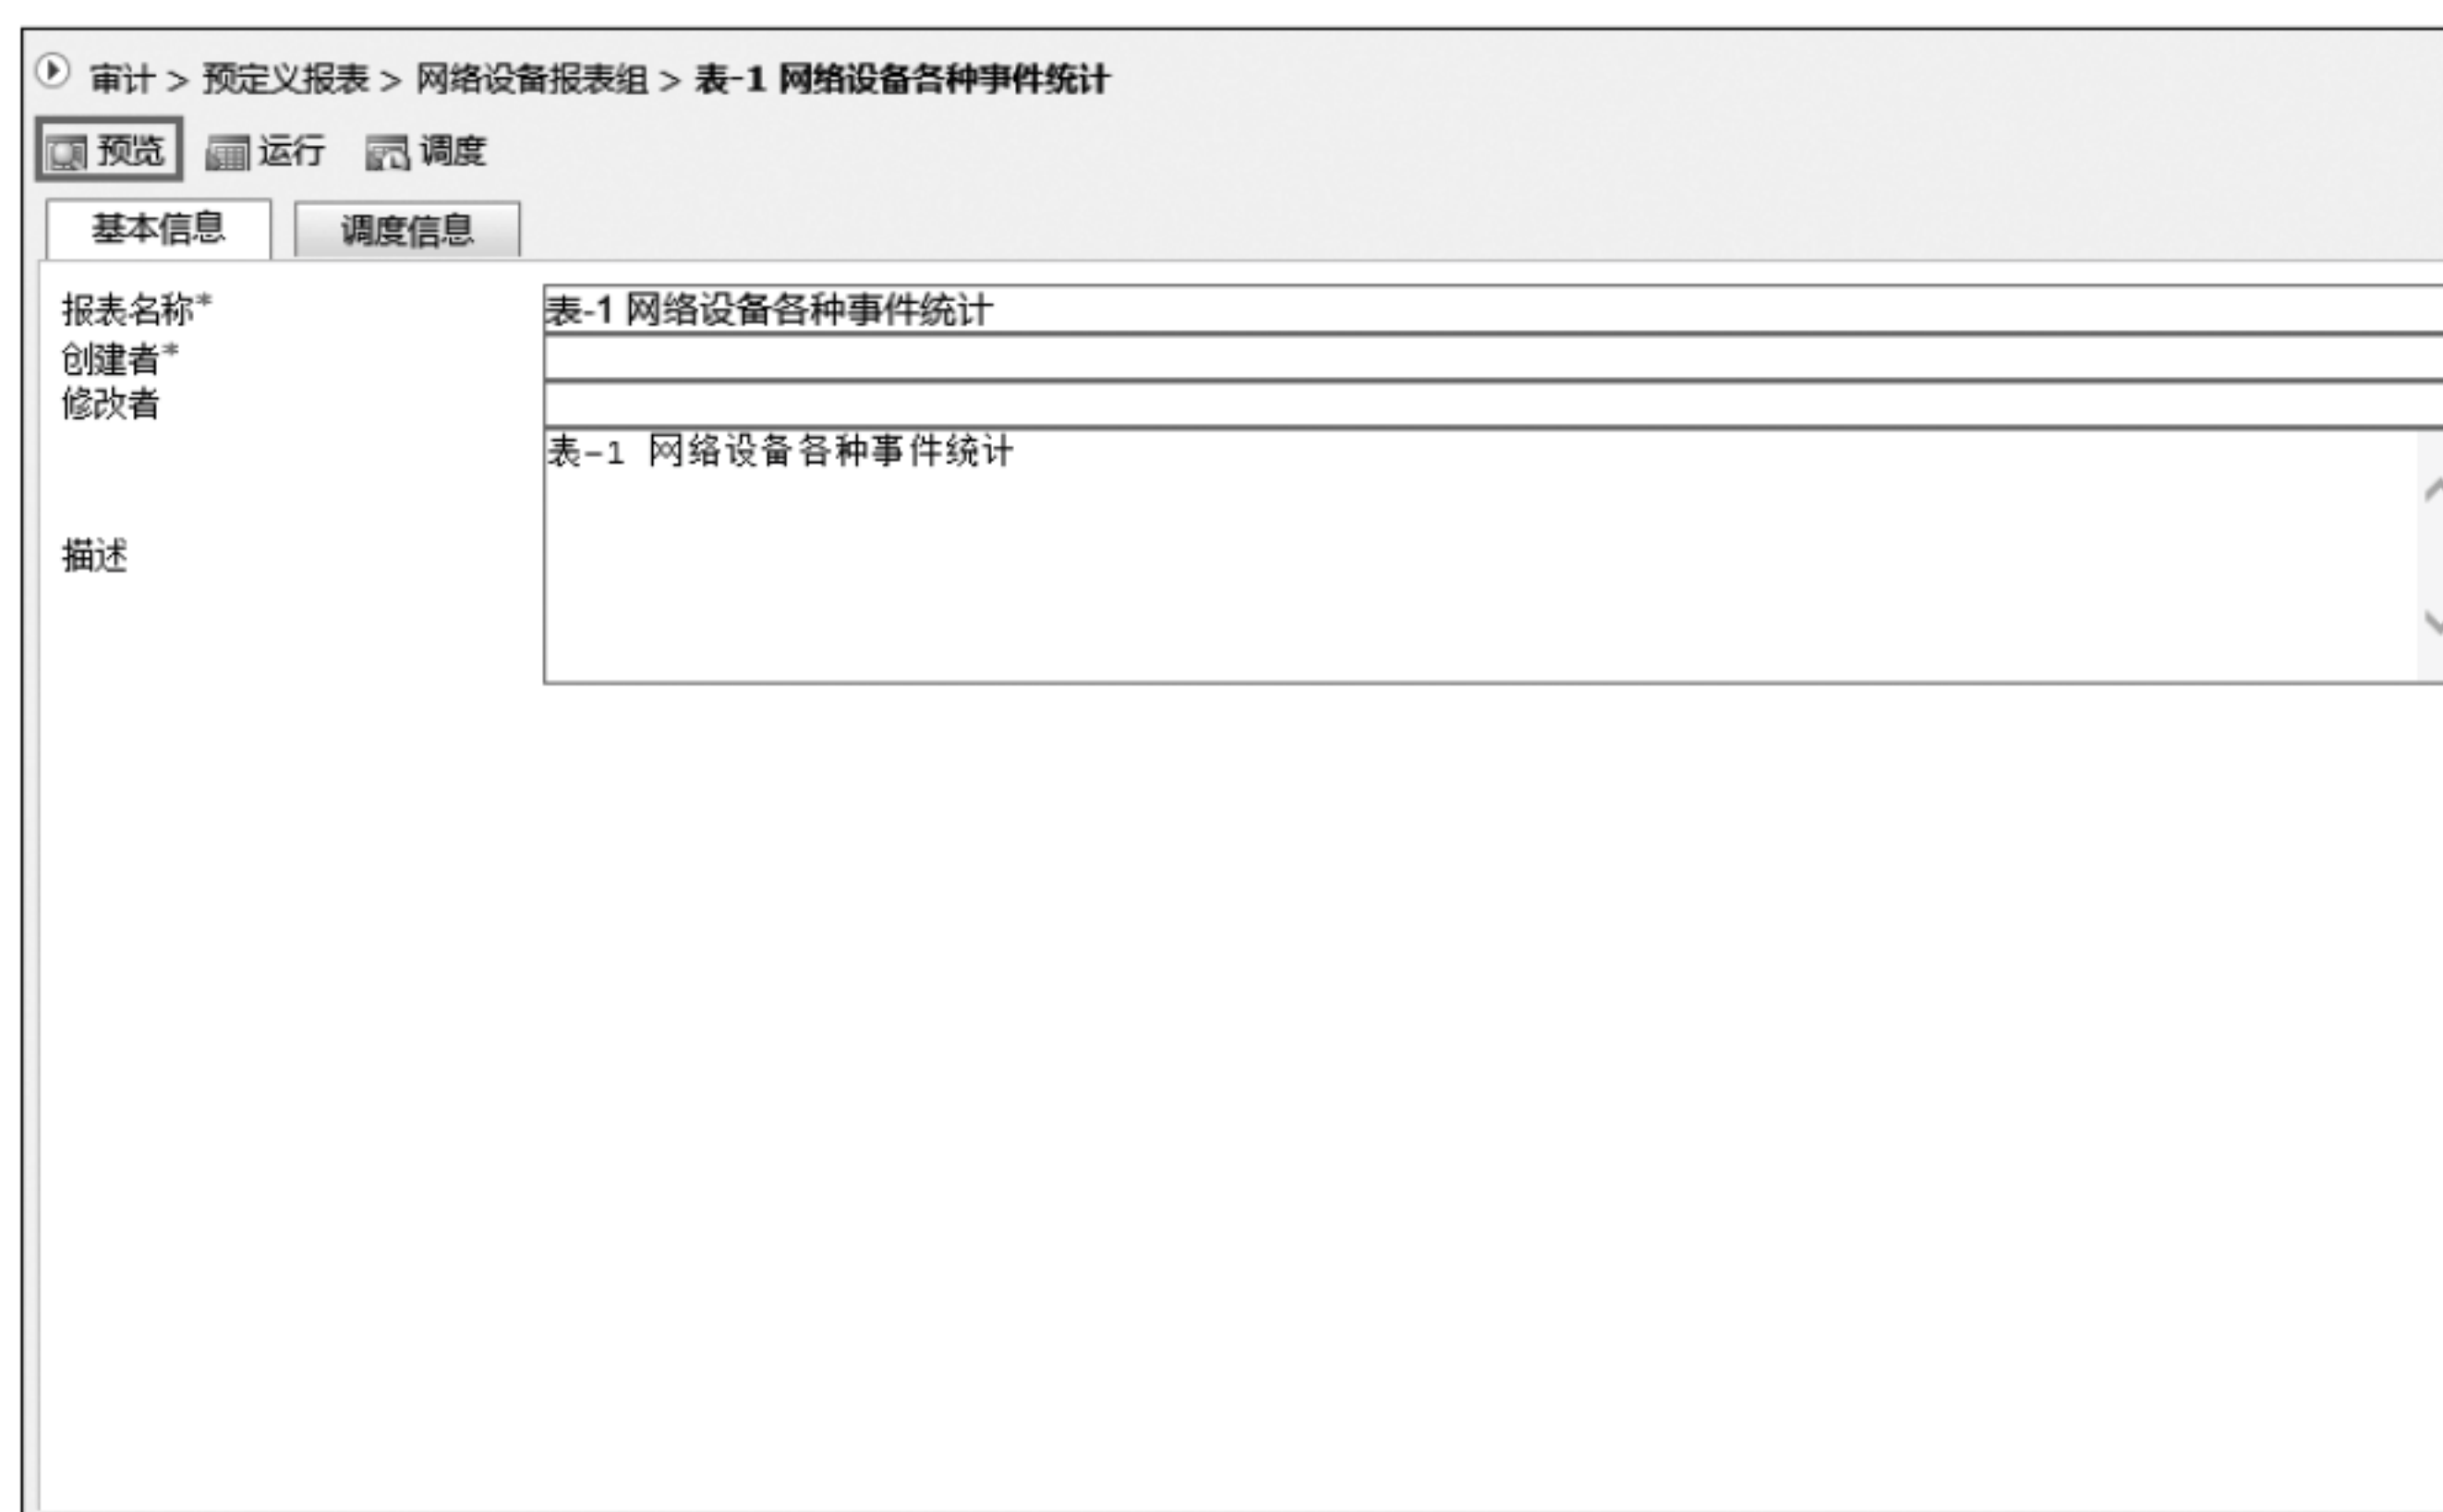 审计 > 预定义报表 > 网络设备报表组 > 表-1 网络设备各种事件统计
预览 运行 调度
基本信息 调度信息
报表名称* 表-1 网络设备各种事件统计
创建者*
修改者
表-1 网络设备各种事件统计
描述